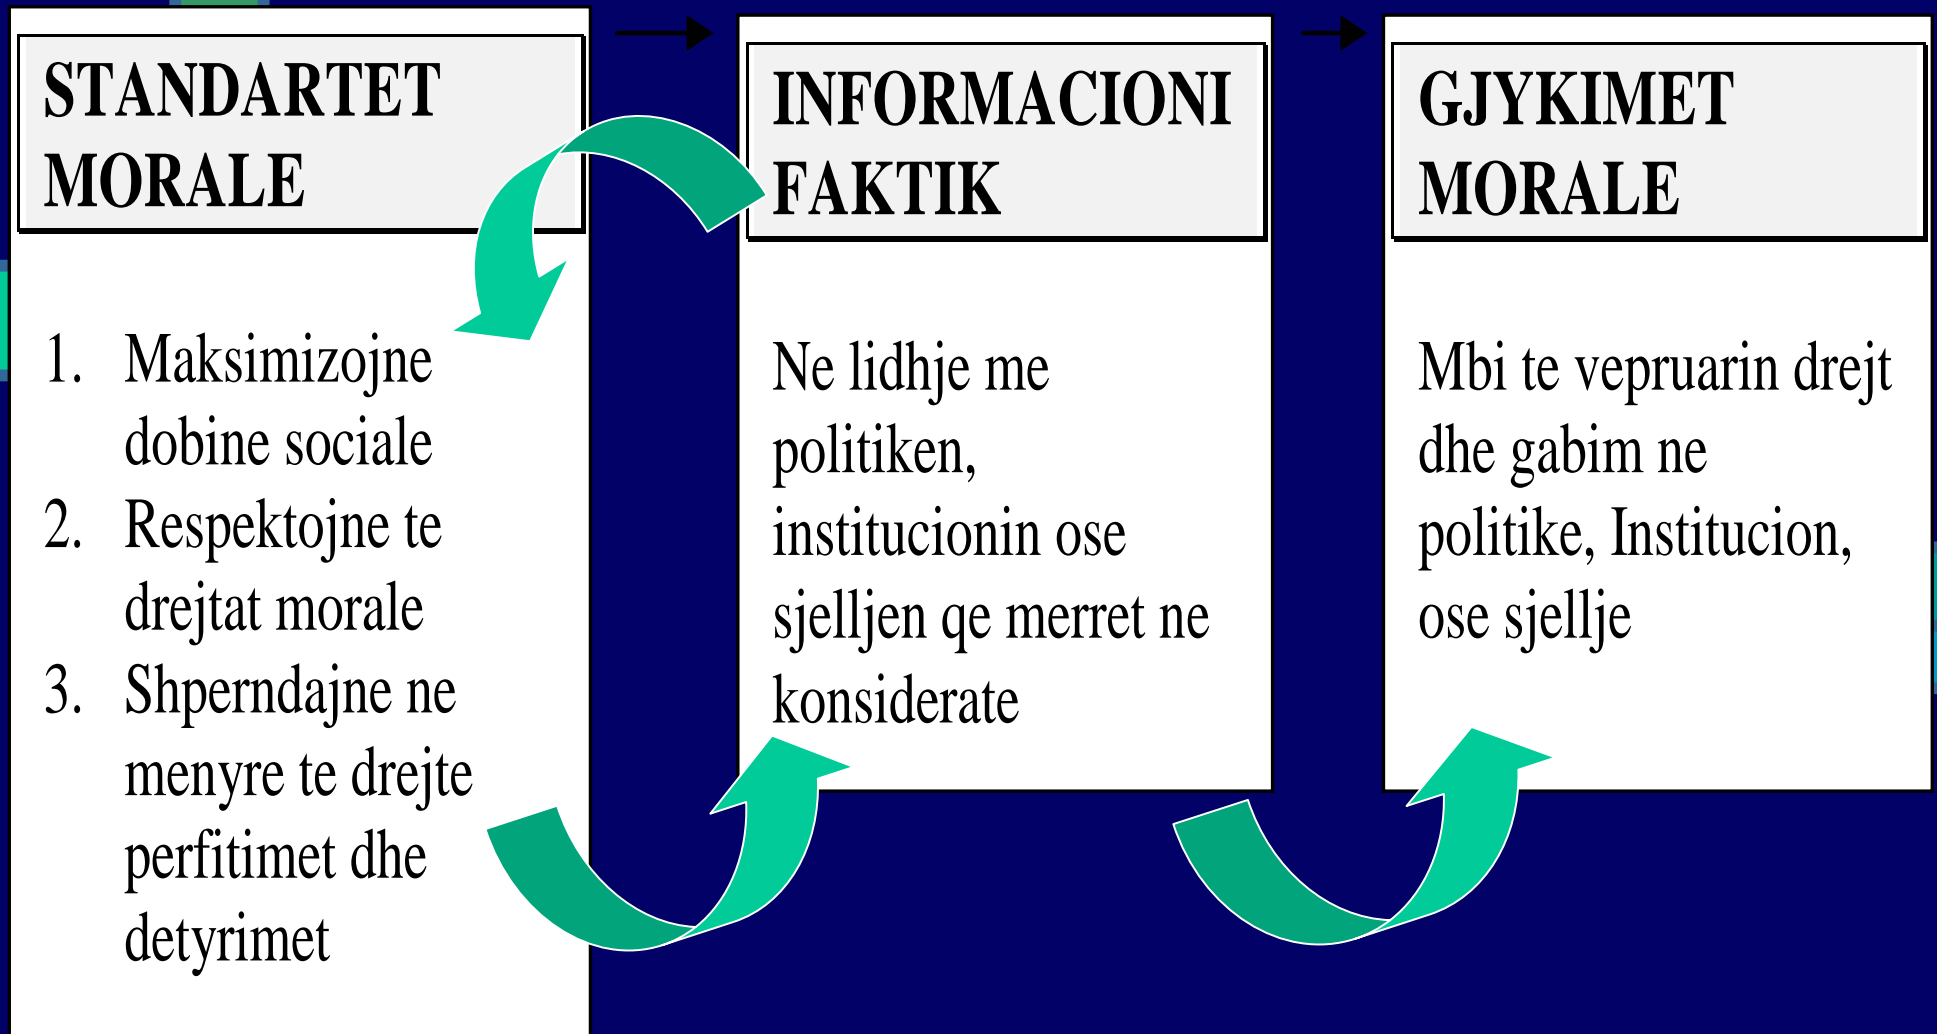 STANDARTET
MORALE
1. Maksimizojne
dobine sociale
2. Respektojne te
drejtat morale
3. Shperndajne ne
menyre te drejte
perfitimet dhe
detyrimet
INFORMACIONI
FAKTIK
Ne lidhje me
politiken,
institucionin ose
sjelljen qe merret ne
konsiderate
GJYKIMET
MORALE
Mbi te vepruarin drejt
dhe gabim ne
politike, Institucion,
ose sjellje